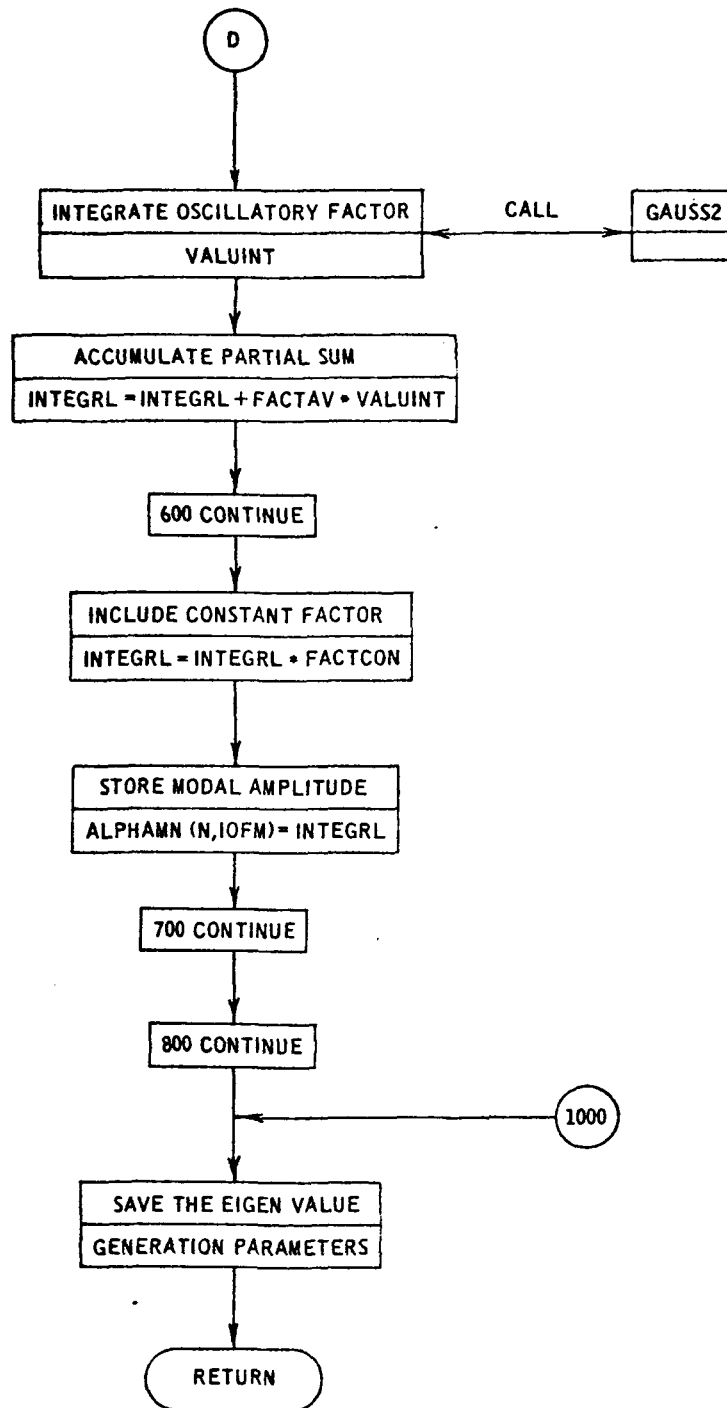 D
INTEGRATE OSCILLATORY FACTOR
VALUINT
CALL
GAUSS2
ACCUMULATE PARTIAL SUM
INTEGRL = INTEGRL + FACTAV * VALUINT
600 CONTINUE
INCLUDE CONSTANT FACTOR
INTEGRL = INTEGRL * FACTCON
STORE MODAL AMPLITUDE
ALPHAMN (N,IOFM) = INTEGRL
700 CONTINUE
800 CONTINUE
1000
SAVE THE EIGEN VALUE
GENERATION PARAMETERS
RETURN